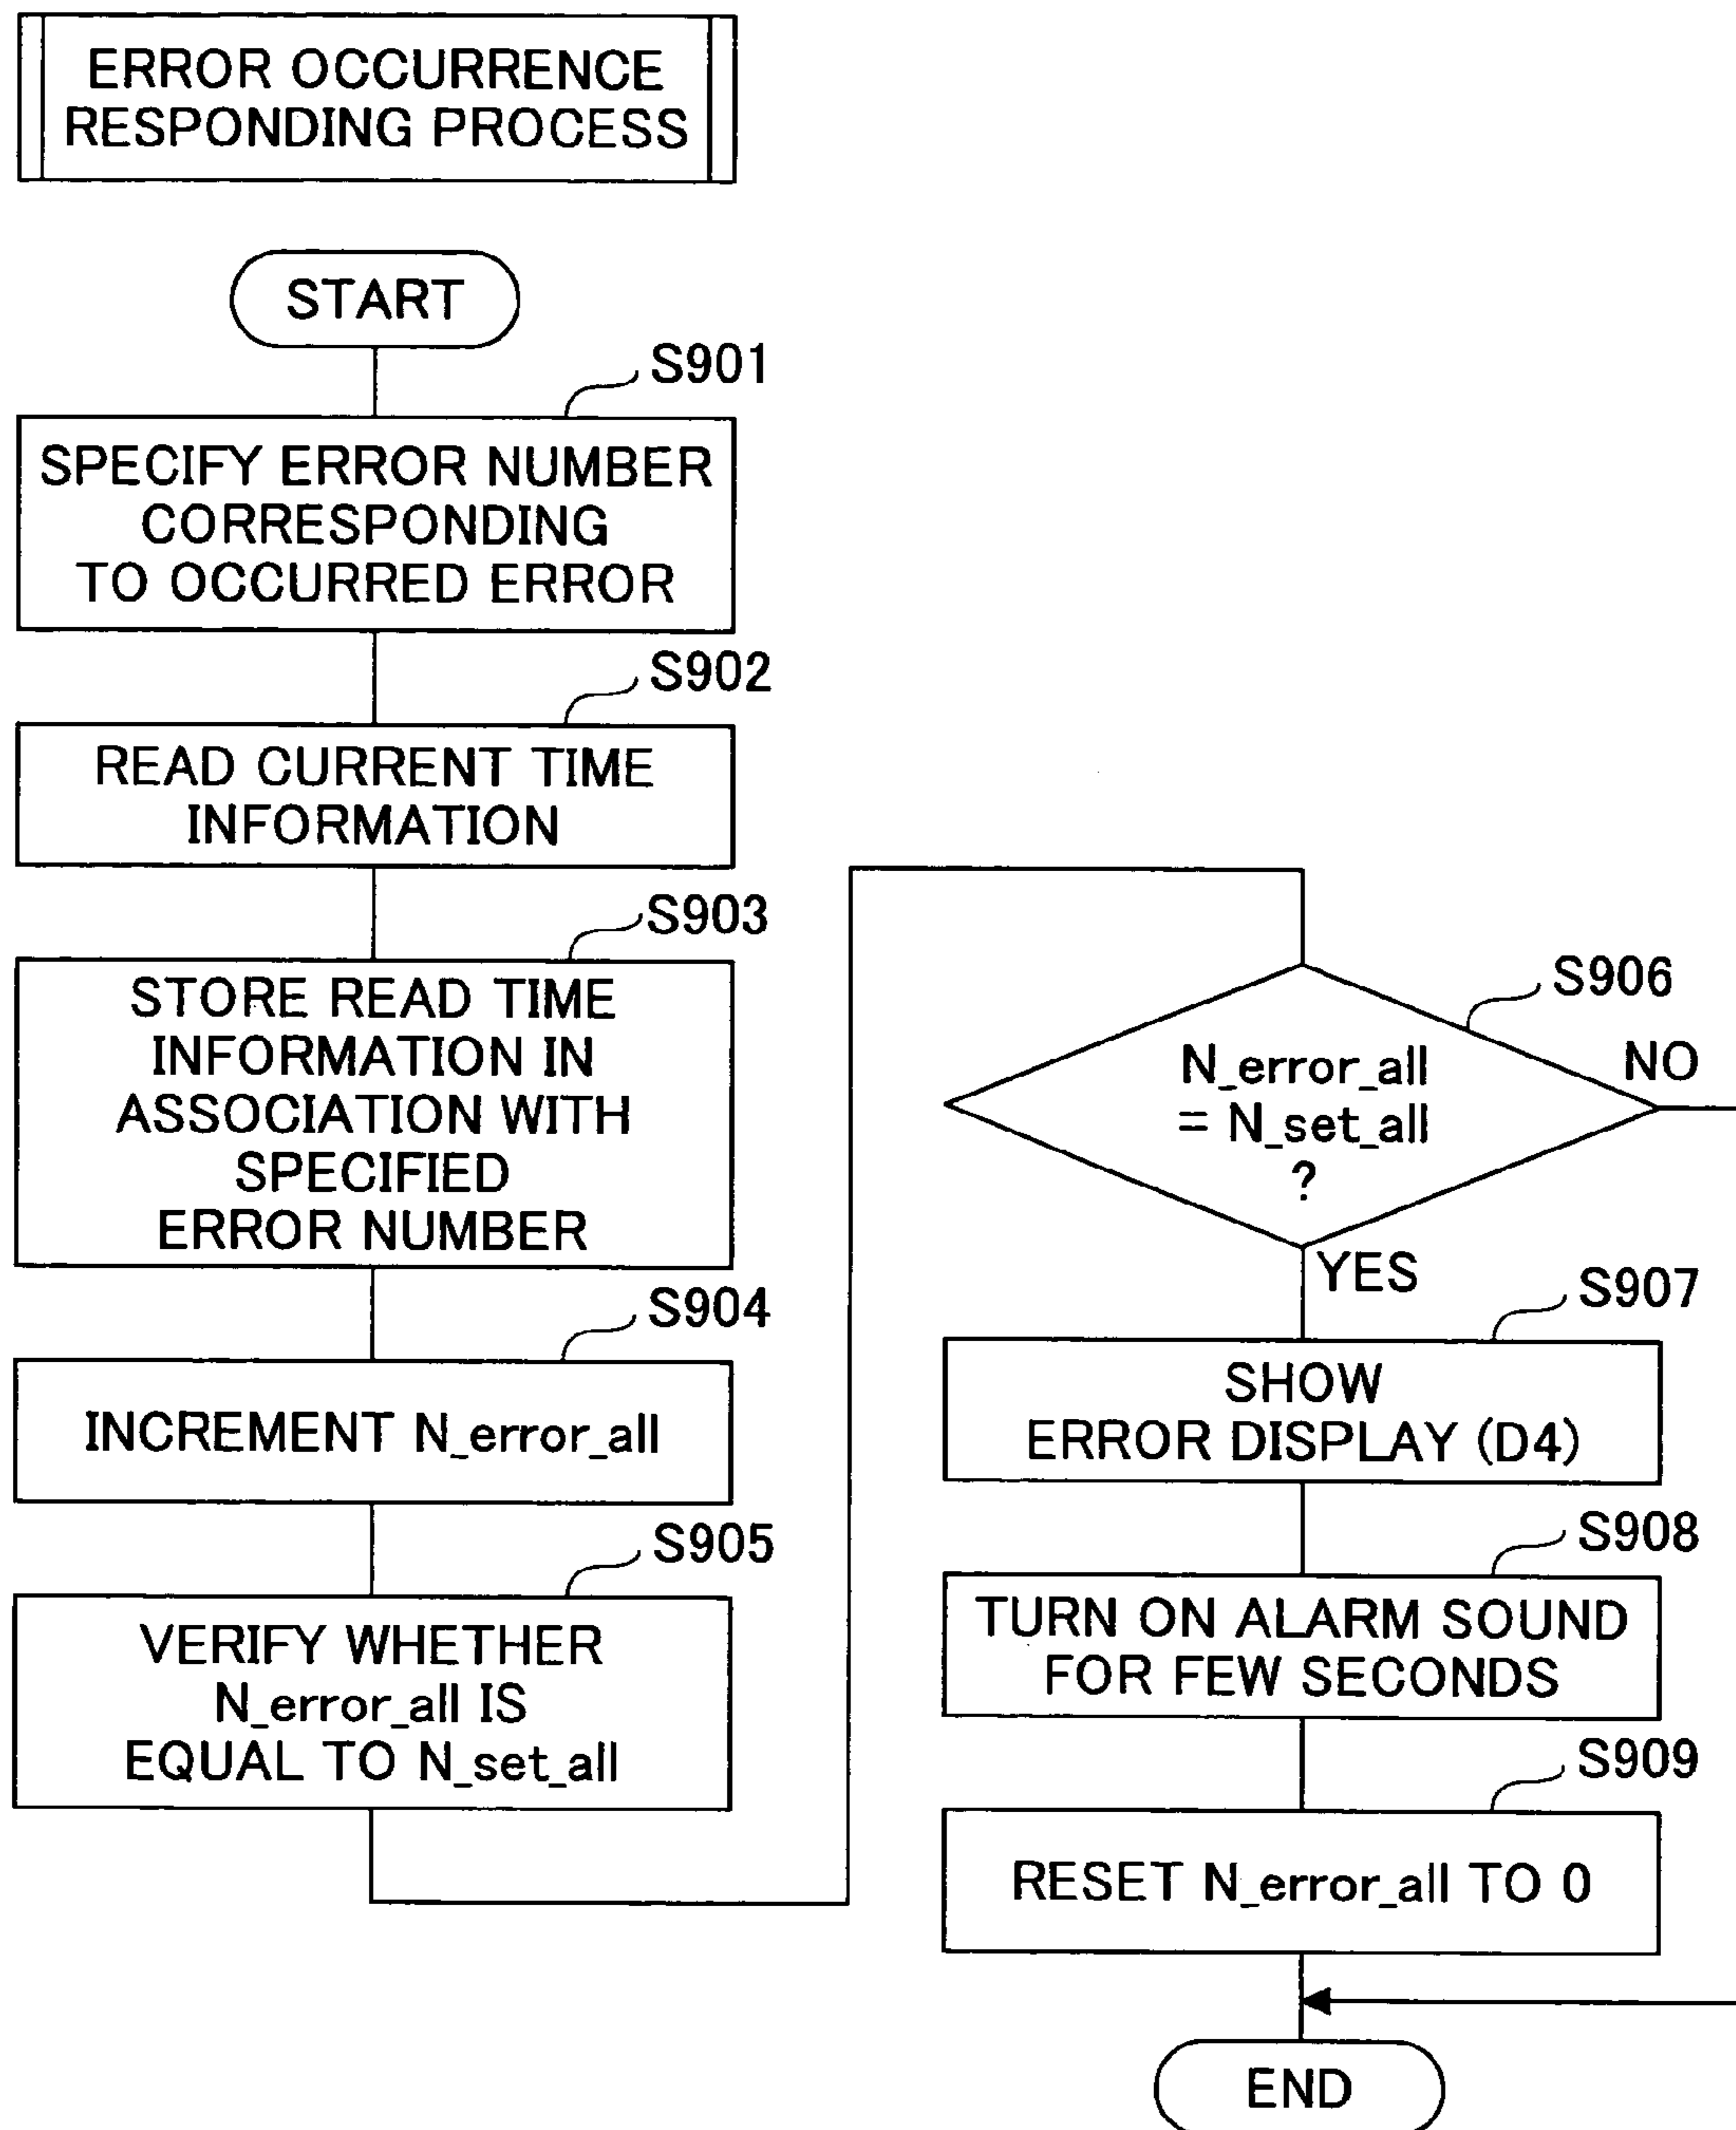 ERROR OCCURRENCE
RESPONDING PROCESS
START
S901
SPECIFY ERROR NUMBER
CORRESPONDING
TO OCCURRED ERROR
S902
READ CURRENT TIME
INFORMATION
S903
STORE READ TIME
INFORMATION IN
ASSOCIATION WITH
SPECIFIED
ERROR NUMBER
S904
INCREMENT N_error_all
S905
VERIFY WHETHER
N_error_all IS
EQUAL TO N_set_all
S906
N_error_all
= N_set_all
?
NO
YES
S907
SHOW
ERROR DISPLAY (D4)
S908
TURN ON ALARM SOUND
FOR FEW SECONDS
S909
RESET N_error_all TO 0
END